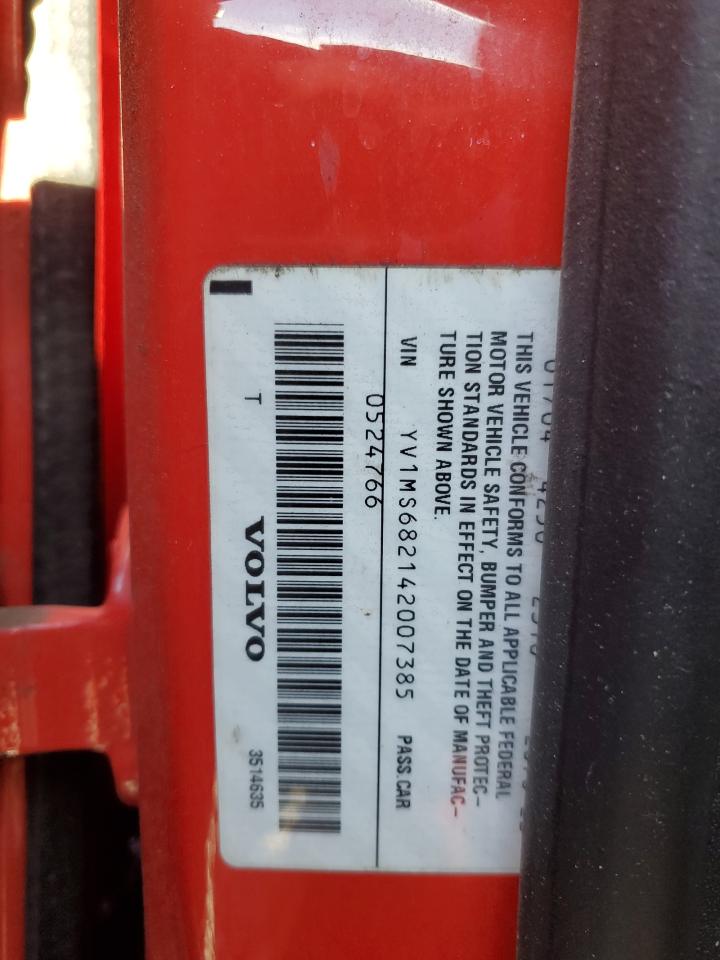 THIS VEHICLE CONFORMS TO ALL APPLICABLE FEDERAL
MOTOR VEHICLE SAFETY, BUMPER AND THEFT PROTEC-
TION STANDARDS IN EFFECT ON THE DATE OF MANUFAC-
TURE SHOWN ABOVE.
VIN YV1MS682142007385 PASS CAR
0524766
T VOLVO 3514635